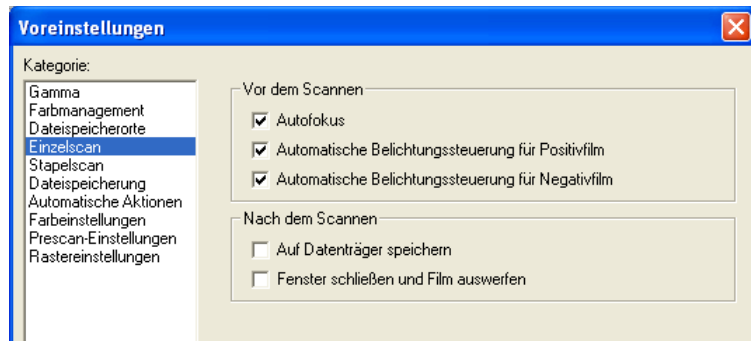 Voreinstellungen
Kategorie:
Gamma
Farbmanagement
Dateispeicherorte
Einzelscan
Stapelscan
Dateispeicherung
Automatische Aktionen
Farbeinstellungen
Prescan-Einstellungen
Rastereinstellungen
Vor dem Scannen
Autofokus
Automatische Belichtungssteuerung für Positivfilm
Automatische Belichtungssteuerung für Negativfilm
Nach dem Scannen
Auf Datenträger speichern
Fenster schließen und Film auswerfen